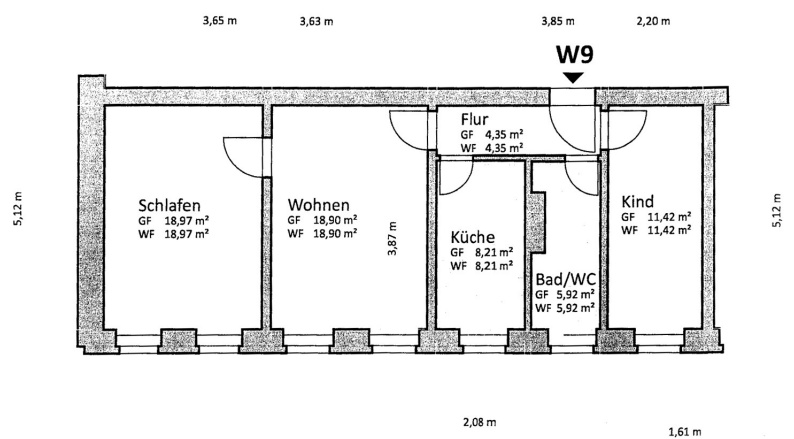 3,65 m
3,63 m
3,85 m
2,20 m
W9
Flur
GF 4,35 m²
WF 4,35 m²
Schlafen
GF 18,97 m²
WF 18,97 m²
Wohnen
GF 18,90 m²
WF 18,90 m²
Kind
GF 11,42 m²
WF 11,42 m²
5,12 m
3,87 m
5,12 m
Küche
GF 8,21 m²
WF 8,21 m²
Bad/WC
GF 5,92 m²
WF 5,92 m²
2,08 m
1,61 m